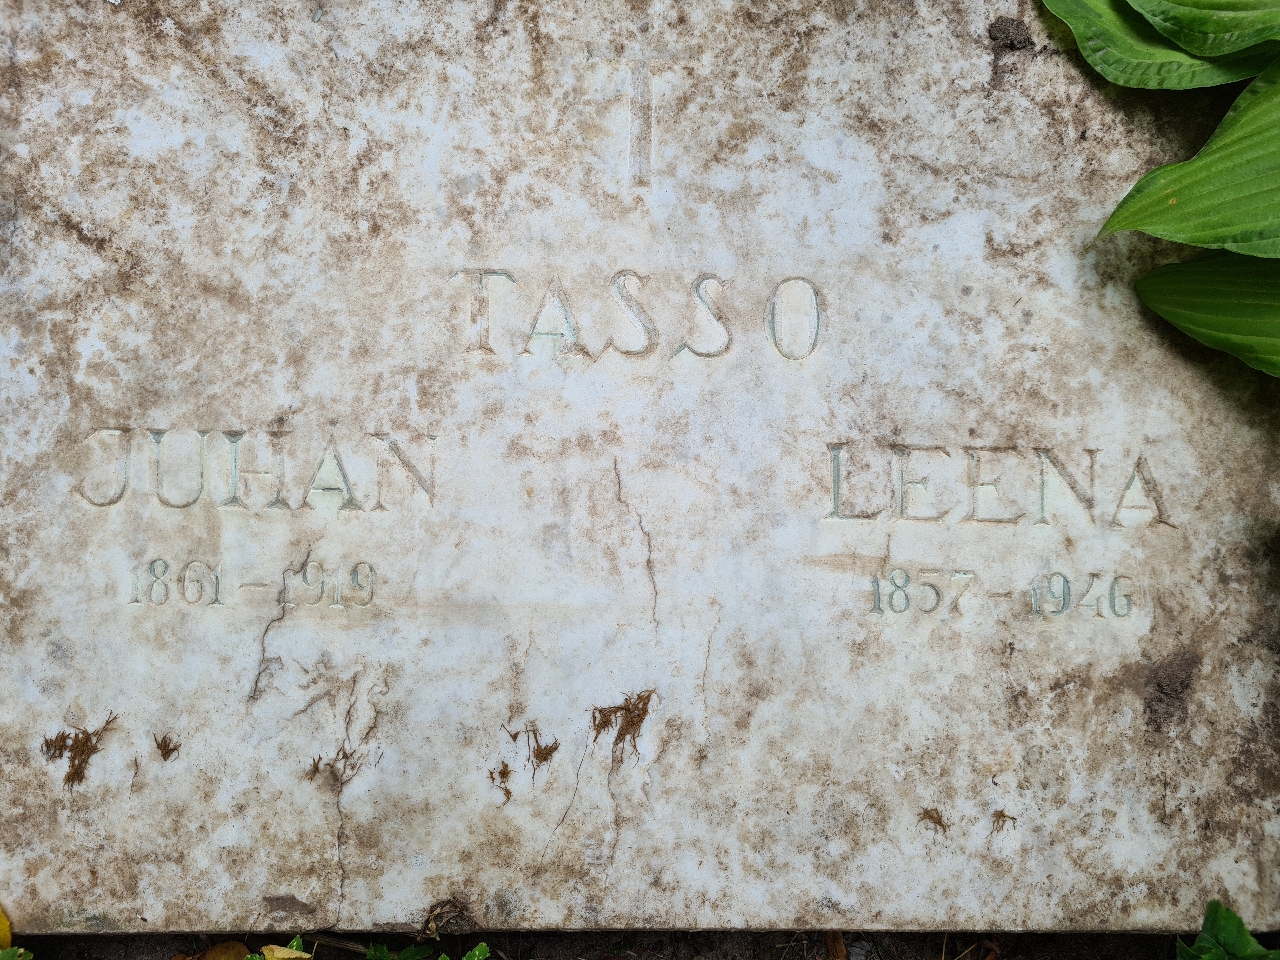 TASSO
JUHAN LEENA
1861 – 1919 1857 – 1946